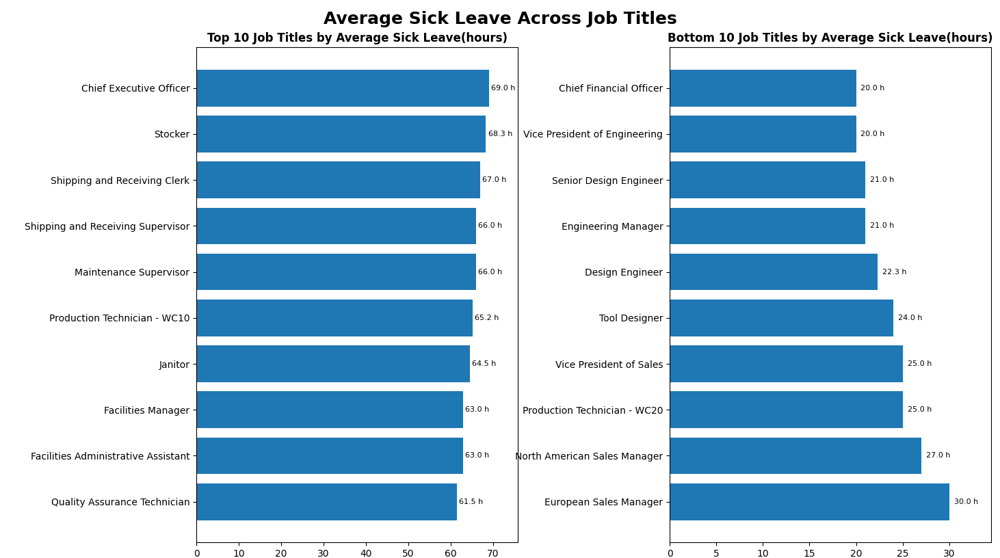 Average Sick Leave Across Job Titles
Top 10 Job Titles by Average Sick Leave(hours)
Chief Executive Officer 69.0 h
Stocker 68.3 h
Shipping and Receiving Clerk 67.0 h
Shipping and Receiving Supervisor 66.0 h
Maintenance Supervisor 66.0 h
Production Technician - WC10 65.2 h
Janitor 64.5 h
Facilities Manager 63.0 h
Facilities Administrative Assistant 63.0 h
Quality Assurance Technician 61.5 h
0 10 20 30 40 50 60 70
Bottom 10 Job Titles by Average Sick Leave(hours)
Chief Financial Officer 20.0 h
Vice President of Engineering 20.0 h
Senior Design Engineer 21.0 h
Engineering Manager 21.0 h
Design Engineer 22.3 h
Tool Designer 24.0 h
Vice President of Sales 25.0 h
Production Technician - WC20 25.0 h
North American Sales Manager 27.0 h
European Sales Manager 30.0 h
0 5 10 15 20 25 30